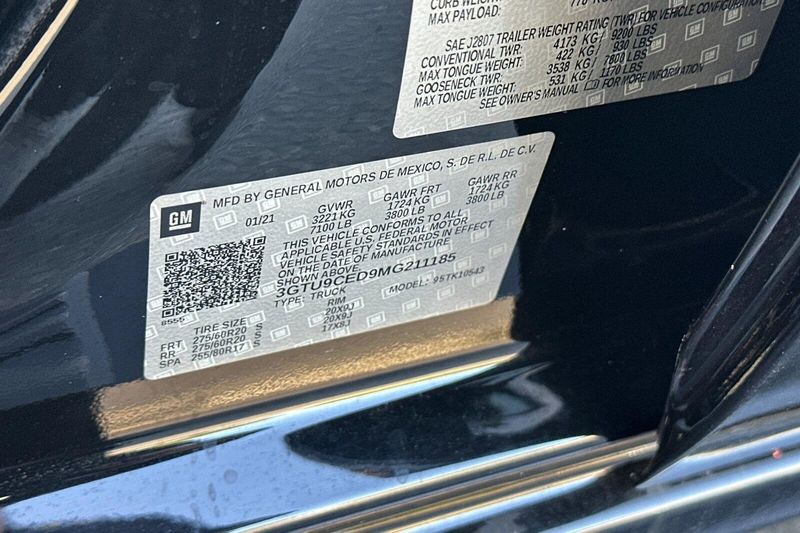 MAX PAYLOAD:
SAE J2807 TRAILER WEIGHT RATING (TWR) FOR VEHICLE CONFIGURATION
CONVENTIONAL TWR: 4173 KG / 9200 LBS
MAX TONGUE WEIGHT: 422 KG / 930 LBS
GOOSENECK TWR: 3538 KG / 7800 LBS
MAX TONGUE WEIGHT: 531 KG / 1170 LBS
SEE OWNER'S MANUAL FOR MORE INFORMATION
GM
MFD BY GENERAL MOTORS DE MEXICO, S. DE R.L. DE C.V.
01/21 GVWR GAWR FRT GAWR RR
3221 KG 1724 KG 1724 KG
7100 LB 3800 LB 3800 LB
THIS VEHICLE CONFORMS TO ALL
APPLICABLE U.S. FEDERAL MOTOR
VEHICLE SAFETY STANDARDS IN EFFECT
ON THE DATE OF MANUFACTURE
SHOWN ABOVE.
3GTU9CED9MG211185
TYPE: TRUCK MODEL: 95TK10543
8555
TIRE SIZE RIM
FRT 275/60R20 S 20X9J
RR 275/60R20 S 20X9J
SPA 255/80R17 S 17X8J